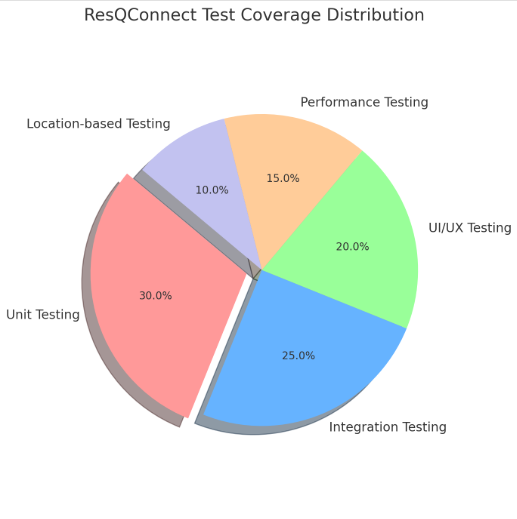 ResQConnect Test Coverage Distribution
Performance Testing
Location-based Testing
15.0%
10.0%
UI/UX Testing
20.0%
30.0%
Unit Testing
25.0%
Integration Testing